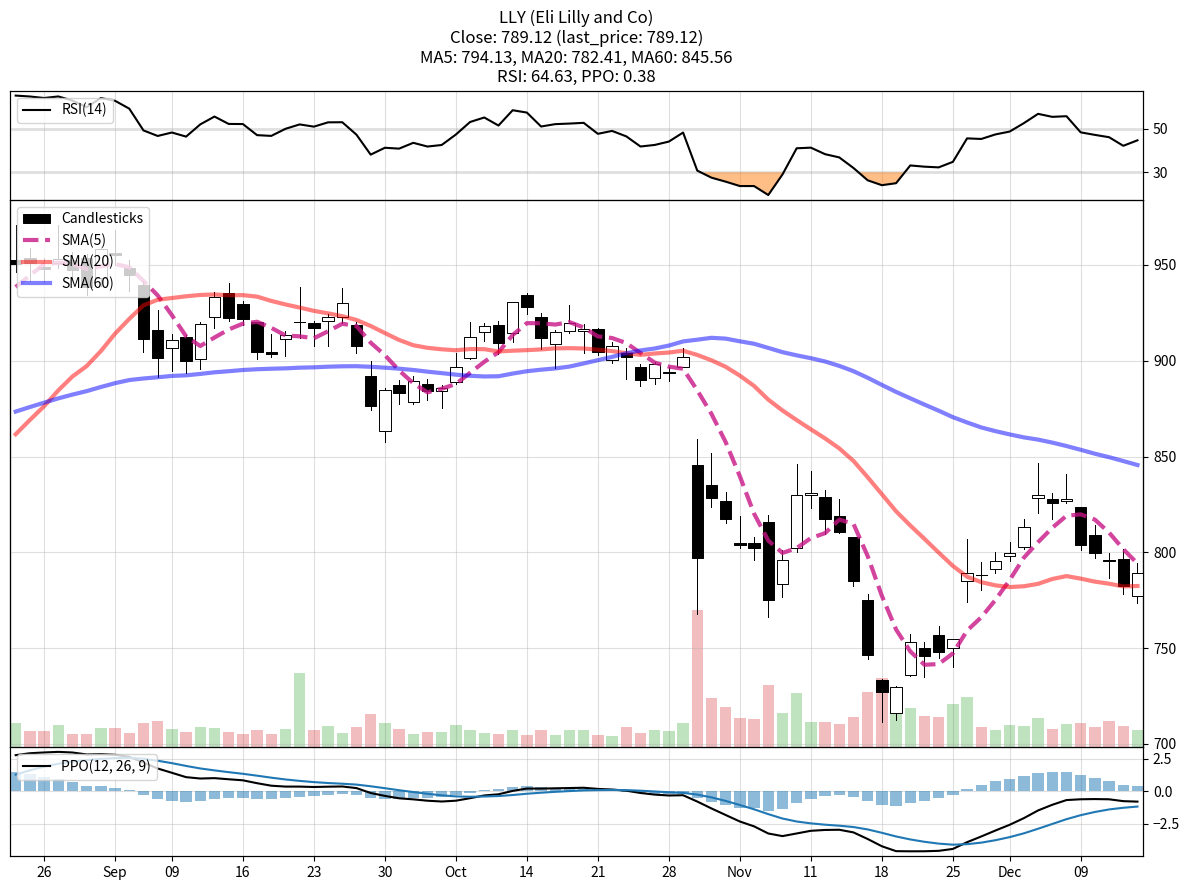 LLY (Eli Lilly and Co)
Close: 789.12 (last_price: 789.12)
MA5: 794.13, MA20: 782.41, MA60: 845.56
RSI: 64.63, PPO: 0.38
RSI(14)
50
30
Candlesticks
SMA(5)
SMA(20)
SMA(60)
950
900
850
800
750
700
PPO(12, 26, 9)
2.5
0.0
−2.5
26 Sep 09 16 23 30 Oct 14 21 28 Nov 11 18 25 Dec 09